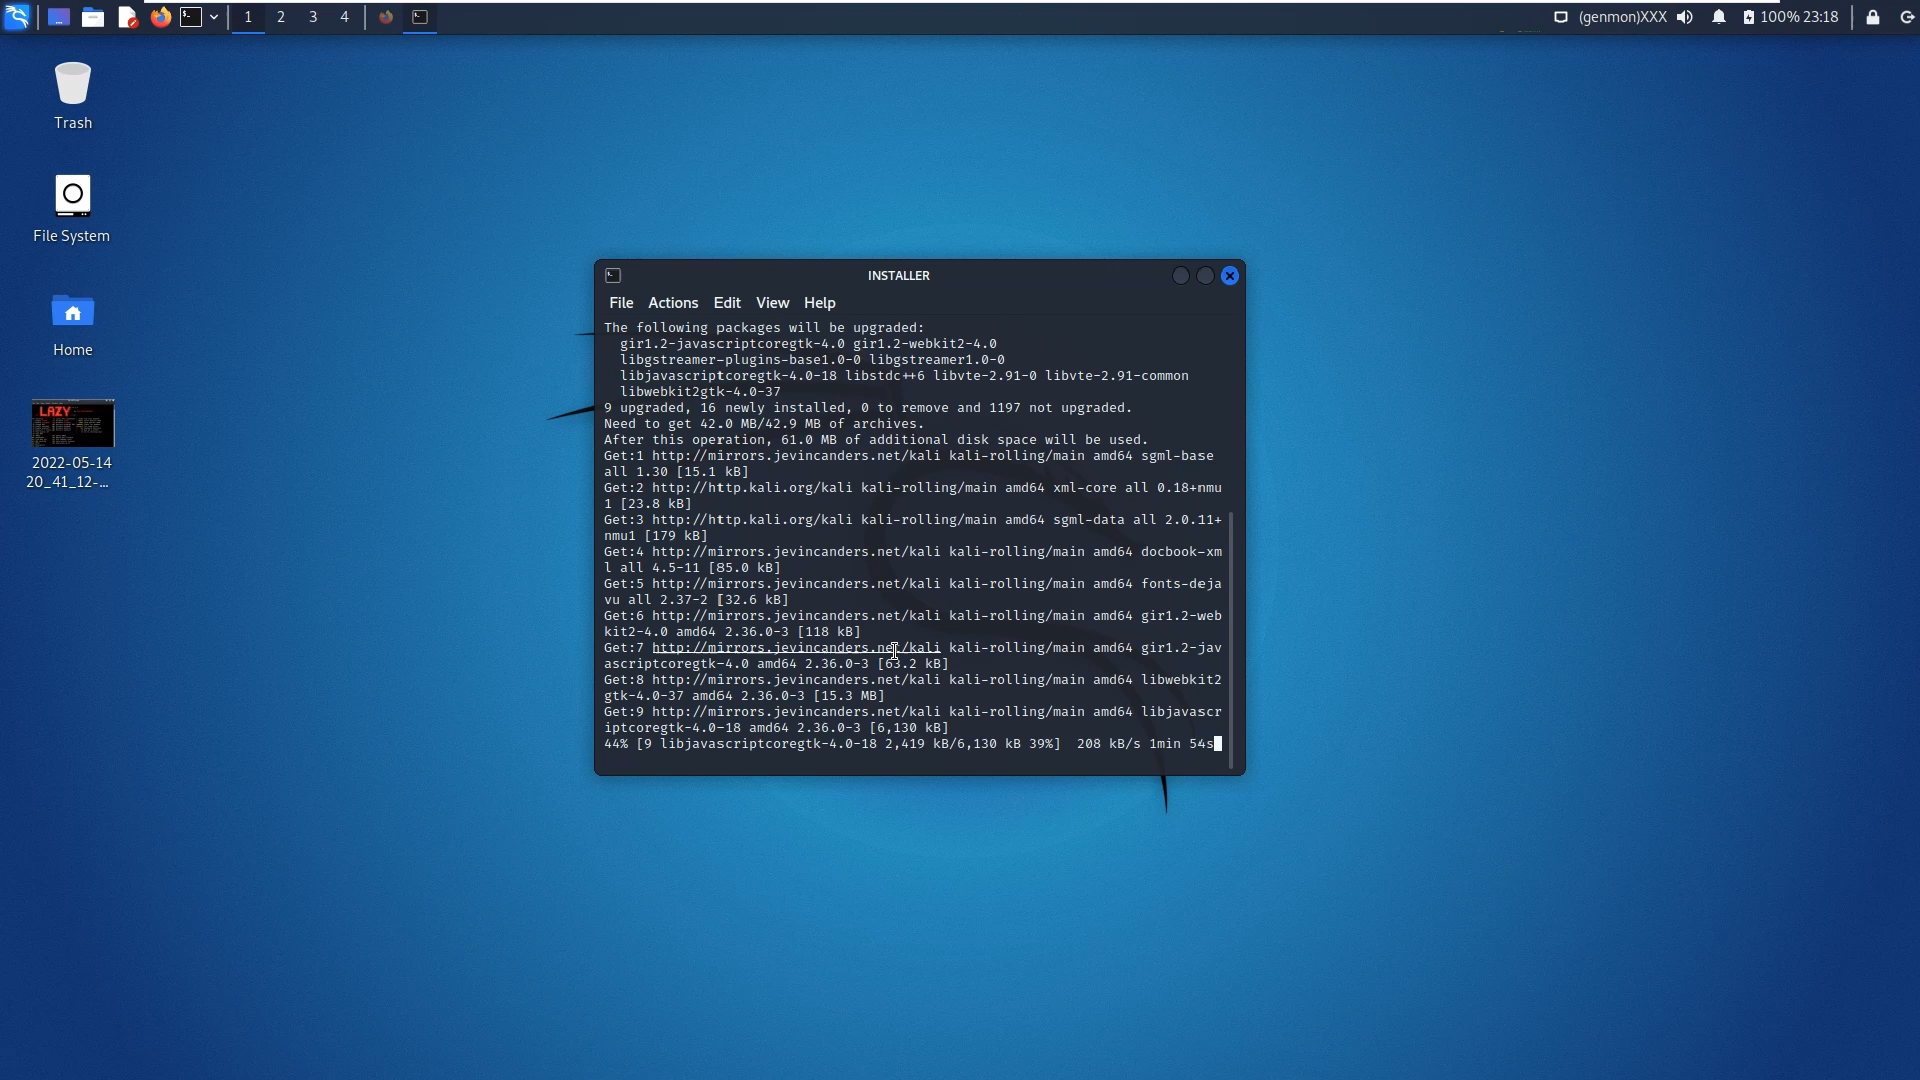 1 2 3 4 (genmon)XXX 100% 23:18
Trash
File System
Home
LAZY
2022-05-14
20_41_12-...
INSTALLER
File Actions Edit View Help
The following packages will be upgraded:
gir1.2-javascriptcoregtk-4.0 gir1.2-webkit2-4.0
libgstreamer-plugins-base1.0-0 libgstreamer1.0-0
libjavascriptcoregtk-4.0-18 libstdc++6 libvte-2.91-0 libvte-2.91-common
libwebkit2gtk-4.0-37
9 upgraded, 16 newly installed, 0 to remove and 1197 not upgraded.
Need to get 42.0 MB/42.9 MB of archives.
After this operation, 61.0 MB of additional disk space will be used.
Get:1 http://mirrors.jevincanders.net/kali kali-rolling/main amd64 sgml-base
all 1.30 [15.1 kB]
Get:2 http://http.kali.org/kali kali-rolling/main amd64 xml-core all 0.18+nmu
1 [23.8 kB]
Get:3 http://http.kali.org/kali kali-rolling/main amd64 sgml-data all 2.0.11+
nmu1 [179 kB]
Get:4 http://mirrors.jevincanders.net/kali kali-rolling/main amd64 docbook-xm
l all 4.5-11 [85.0 kB]
Get:5 http://mirrors.jevincanders.net/kali kali-rolling/main amd64 fonts-deja
vu all 2.37-2 [32.6 kB]
Get:6 http://mirrors.jevincanders.net/kali kali-rolling/main amd64 gir1.2-web
kit2-4.0 amd64 2.36.0-3 [118 kB]
Get:7 http://mirrors.jevincanders.net/kali kali-rolling/main amd64 gir1.2-jav
ascriptcoregtk-4.0 amd64 2.36.0-3 [63.2 kB]
Get:8 http://mirrors.jevincanders.net/kali kali-rolling/main amd64 libwebkit2
gtk-4.0-37 amd64 2.36.0-3 [15.3 MB]
Get:9 http://mirrors.jevincanders.net/kali kali-rolling/main amd64 libjavascr
iptcoregtk-4.0-18 amd64 2.36.0-3 [6,130 kB]
44% [9 libjavascriptcoregtk-4.0-18 2,419 kB/6,130 kB 39%] 208 kB/s 1min 54s